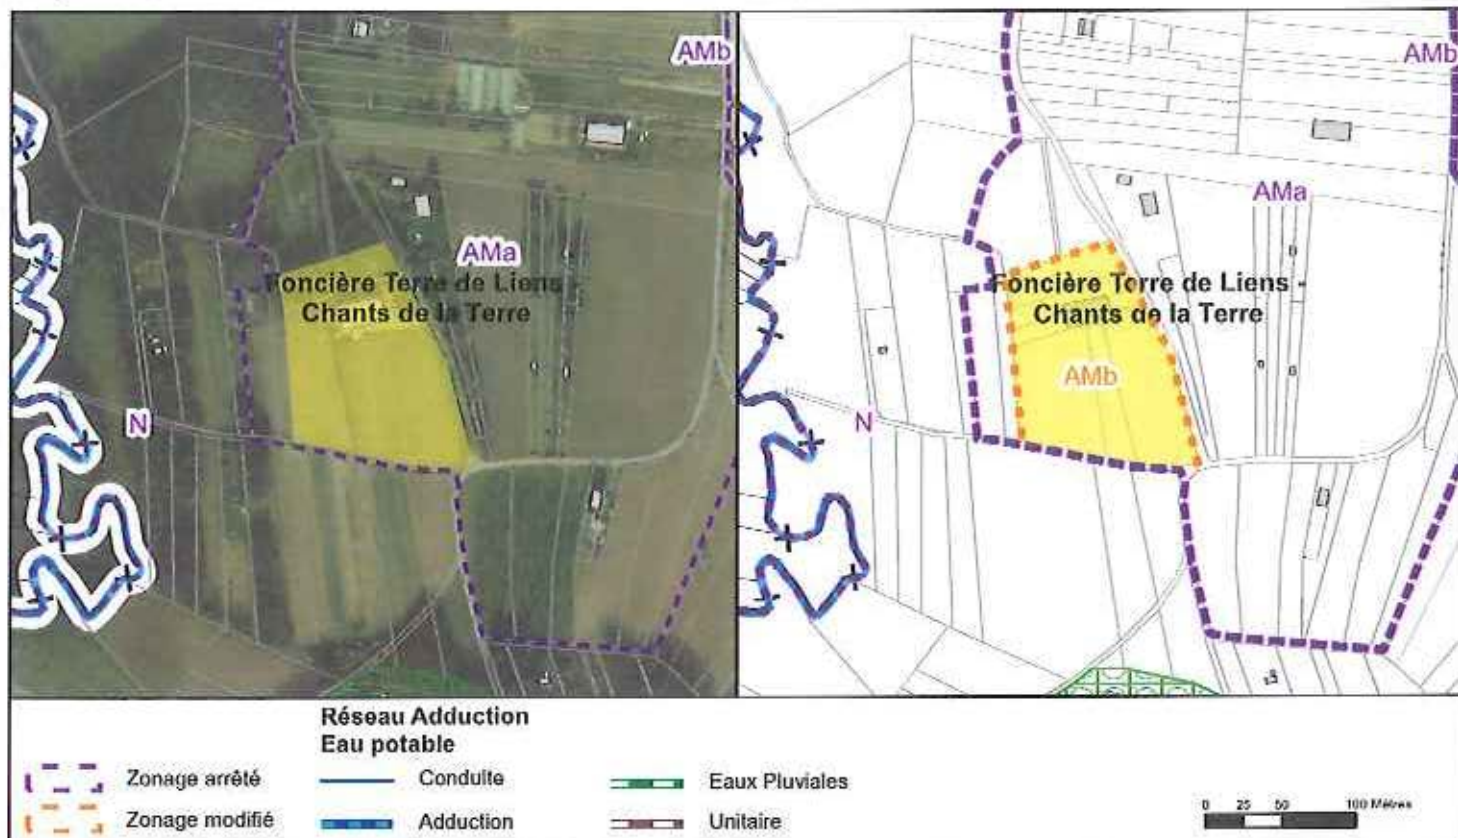 AMb
AMa
Foncière Terre de Liens
Chants de la Terre
N
AMb
AMa
Foncière Terre de Liens
Chants de la Terre
AMb
N
Réseau Adduction
Eau potable
Zonage arrêté
Conduite
Eaux Pluviales
Zonage modifié
Adduction
Unitaire
0 25 50 100 Mètres